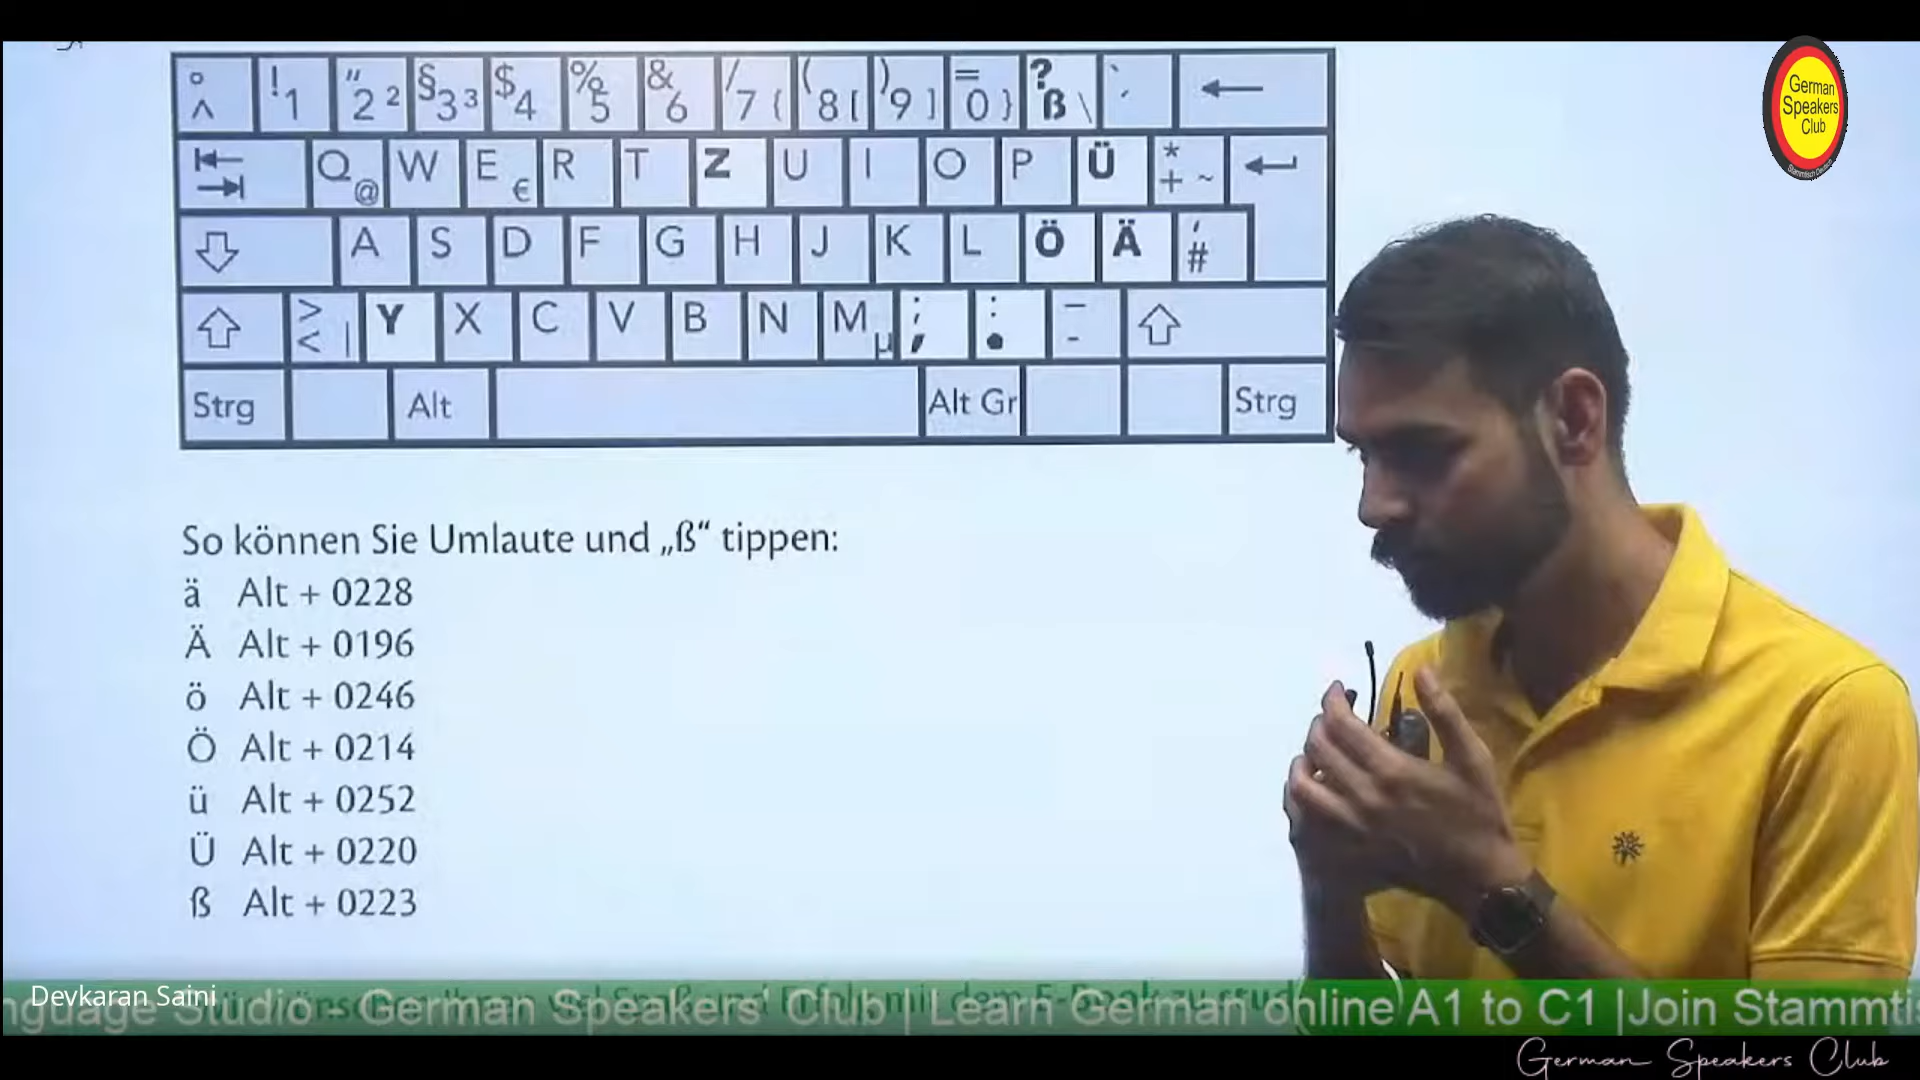 ° ! " § $ % & / ( ) = ? `
^ 1 2 ² 3 ³ 4 5 6 7 { 8 [ 9 ] 0 } ß \ ´
Q @ W E € R T Z U I O P Ü * + ~
A S D F G H J K L Ö Ä ' #
> < | Y X C V B N M µ ; , : . _ -
Strg Alt Alt Gr Strg
So können Sie Umlaute und „ß“ tippen:
ä Alt + 0228
Ä Alt + 0196
ö Alt + 0246
Ö Alt + 0214
ü Alt + 0252
Ü Alt + 0220
ß Alt + 0223
German
Speakers
Club
Devkaran Saini
nguage Studio - German Speakers' Club | Learn German online A1 to C1 |Join Stammti
German Speakers Club